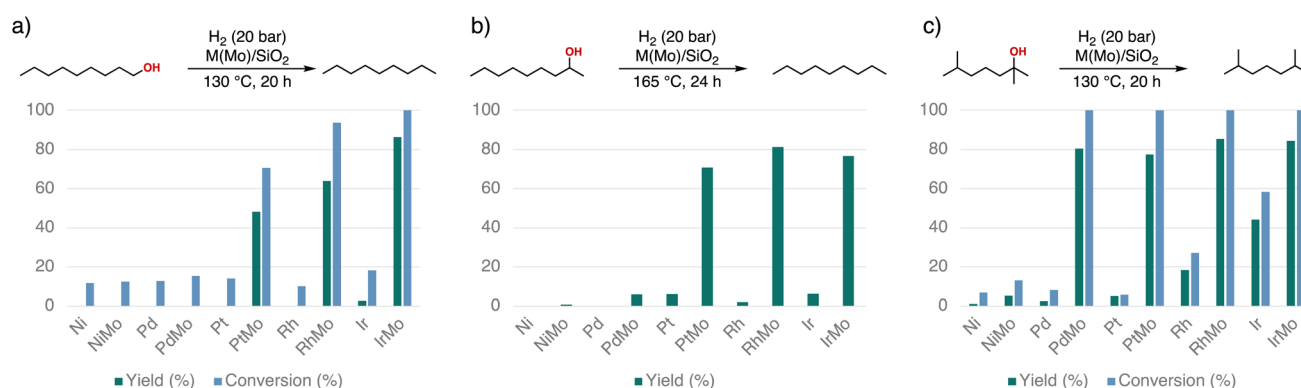 a)
H2 (20 bar)
M(Mo)/SiO2
130 °C, 20 h
OH
100
80
60
40
20
0
Ni
NiMo
Pd
PdMo
Pt
PtMo
Rh
RhMo
Ir
IrMo
Yield (%) Conversion (%)
b)
OH
H2 (20 bar)
M(Mo)/SiO2
165 °C, 24 h
100
80
60
40
20
0
Ni
NiMo
Pd
PdMo
Pt
PtMo
Rh
RhMo
Ir
IrMo
Yield (%)
c)
OH
H2 (20 bar)
M(Mo)/SiO2
130 °C, 20 h
100
80
60
40
20
0
Ni
NiMo
Pd
PdMo
Pt
PtMo
Rh
RhMo
Ir
IrMo
Yield (%) Conversion (%)